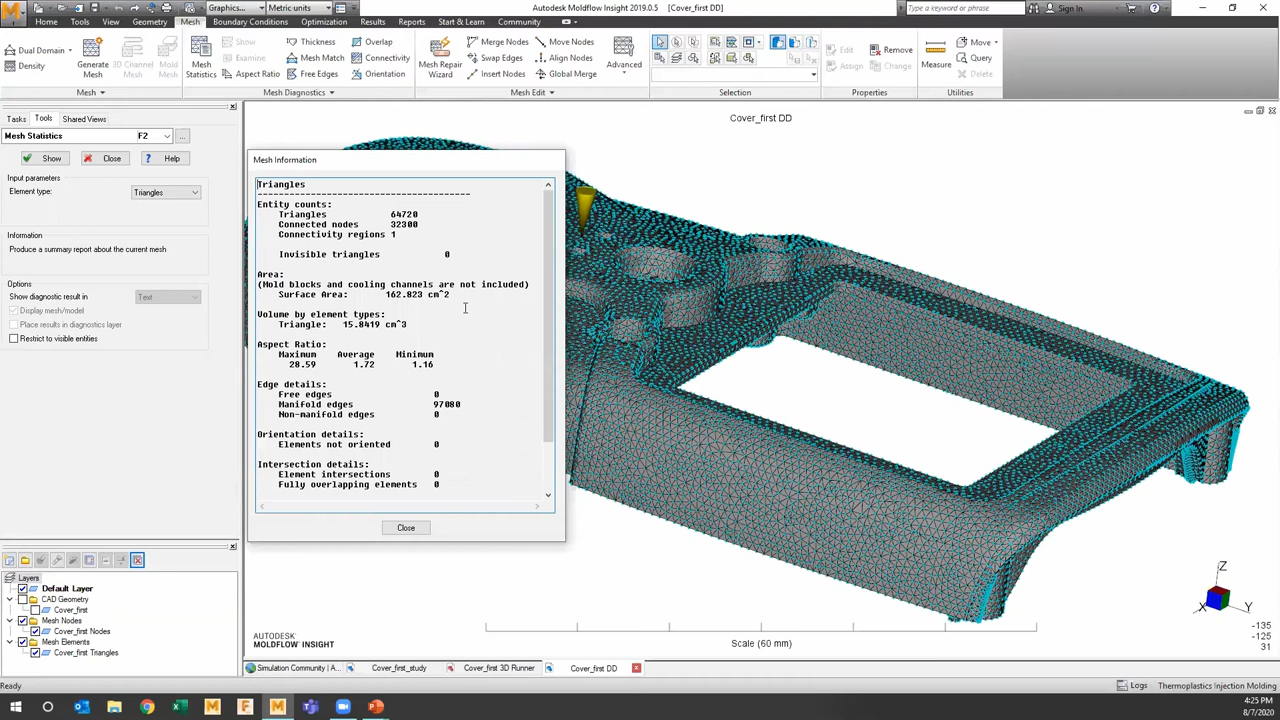 Graphics...
Metric units
Autodesk Moldflow Insight 2019.0.5 [Cover_first DD]
Type a keyword or phrase
Sign In
Home
Tools
View
Geometry
Mesh
Boundary Conditions
Optimization
Results
Reports
Start & Learn
Community
Dual Domain
Density
Generate
Mesh
3D Channel
Mesh
Mold
Mesh
Mesh
Mesh
Statistics
Show
Examine
Aspect Ratio
Thickness
Mesh Match
Free Edges
Overlap
Connectivity
Orientation
Mesh Diagnostics
Mesh Repair
Wizard
Merge Nodes
Swap Edges
Insert Nodes
Move Nodes
Align Nodes
Global Merge
Advanced
Mesh Edit
Selection
Edit
Assign
Remove
Change
Properties
Measure
Move
Query
Delete
Utilities
Tasks
Tools
Shared Views
Mesh Statistics
F2
...
Show
Close
Help
Input parameters
Element type:
Triangles
Information
Produce a summary report about the current mesh
Options
Show diagnostic result in
Text
Display mesh/model
Place results in diagnostics layer
Restrict to visible entities
Cover_first DD
Mesh Information
Triangles
-----------------------------------------
Entity counts:
Triangles 64720
Connected nodes 32300
Connectivity regions 1
Invisible triangles 0
Area:
(Mold blocks and cooling channels are not included)
Surface Area: 162.823 cm^2
Volume by element types:
Triangle: 15.8419 cm^3
Aspect Ratio:
Maximum Average Minimum
28.59 1.72 1.16
Edge details:
Free edges 0
Manifold edges 97080
Non-manifold edges 0
Orientation details:
Elements not oriented 0
Intersection details:
Element intersections 0
Fully overlapping elements 0
Close
Layers
Default Layer
CAD Geometry
Cover_first
Mesh Nodes
Cover_first Nodes
Mesh Elements
Cover_first Triangles
AUTODESK
MOLDFLOW INSIGHT
Scale (60 mm)
Z
X
Y
-135
-125
31
Simulation Community | A...
Cover_first_study
Cover_first 3D Runner
Cover_first DD
Ready
Logs
Thermoplastics Injection Molding
4:25 PM
8/7/2020